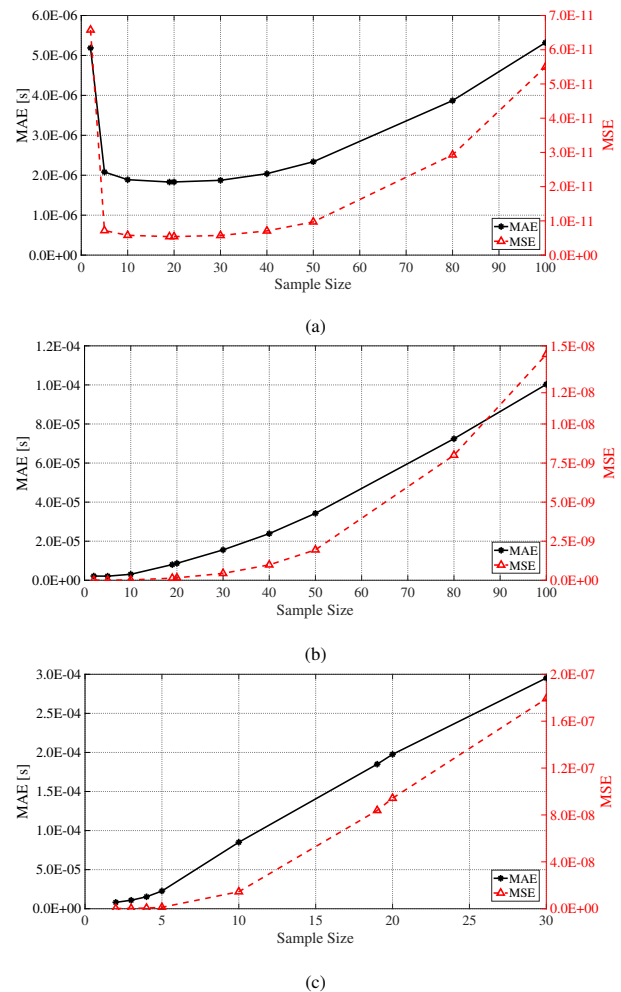 6.0E-06
5.0E-06
4.0E-06
3.0E-06
2.0E-06
1.0E-06
0.0E+00
MAE [s]
7.0E-11
6.0E-11
5.0E-11
4.0E-11
3.0E-11
2.0E-11
1.0E-11
0.0E+00
MSE
MAE
MSE
0 10 20 30 40 50 60 70 80 90 100
Sample Size
(a)
1.2E-04
1.0E-04
8.0E-05
6.0E-05
4.0E-05
2.0E-05
0.0E+00
MAE [s]
1.5E-08
1.2E-08
1.0E-08
7.5E-09
5.0E-09
2.5E-09
0.0E+00
MSE
MAE
MSE
0 10 20 30 40 50 60 70 80 90 100
Sample Size
(b)
3.0E-04
2.5E-04
2.0E-04
1.5E-04
1.0E-04
5.0E-05
0.0E+00
MAE [s]
2.0E-07
1.6E-07
1.2E-07
8.0E-08
4.0E-08
0.0E+00
MSE
MAE
MSE
0 5 10 15 20 25 30
Sample Size
(c)